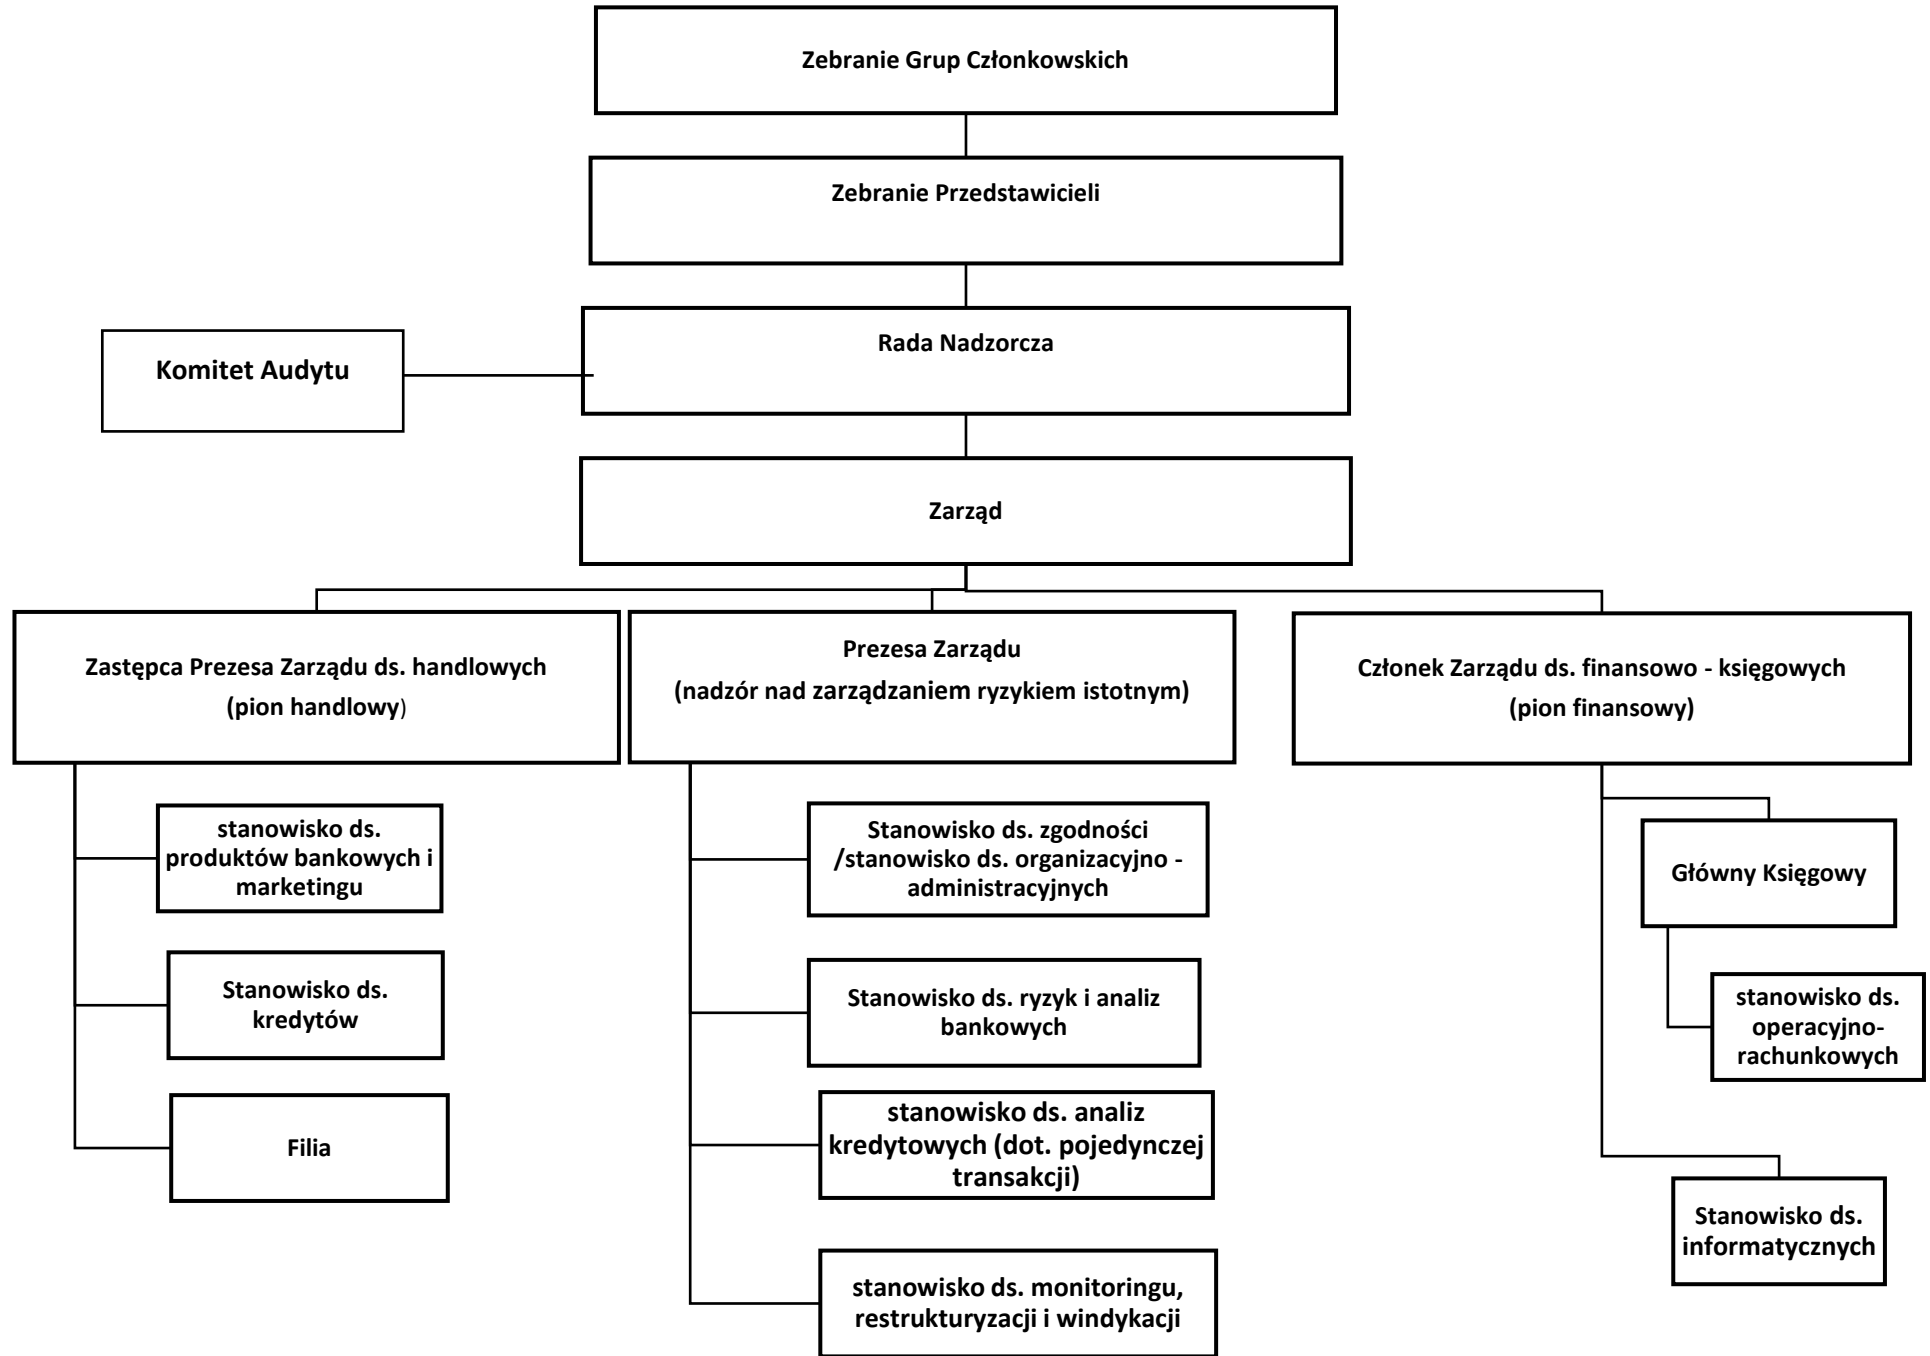 Zebranie Grup Członkowskich
Zebranie Przedstawicieli
Rada Nadzorcza
Komitet Audytu
Zarząd
Zastępca Prezesa Zarządu ds. handlowych
(pion handlowy)
Prezesa Zarządu
(nadzór nad zarządzaniem ryzykiem istotnym)
Członek Zarządu ds. finansowo - księgowych
(pion finansowy)
stanowisko ds.
produktów bankowych i
marketingu
Stanowisko ds.
kredytów
Filia
Stanowisko ds. zgodności
/stanowisko ds. organizacyjno -
administracyjnych
Stanowisko ds. ryzyk i analiz
bankowych
stanowisko ds. analiz
kredytowych (dot. pojedynczej
transakcji)
stanowisko ds. monitoringu,
restrukturyzacji i windykacji
Główny Księgowy
stanowisko ds.
operacyjno-
rachunkowych
Stanowisko ds.
informatycznych